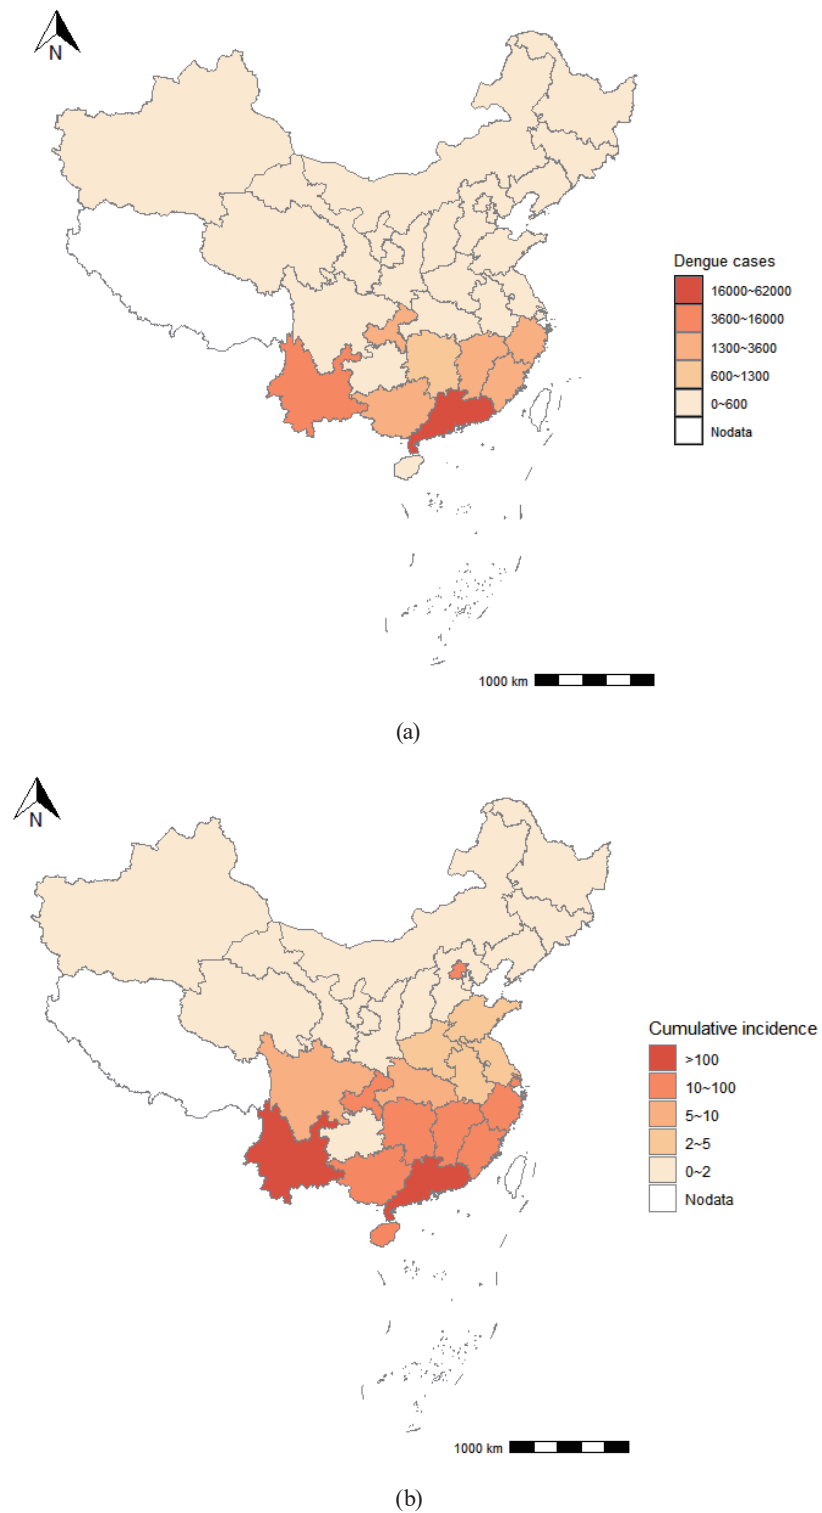 N
Dengue cases
16000~62000
3600~16000
1300~3600
600~1300
0~600
Nodata
1000 km
(a)
N
Cumulative incidence
>100
10~100
5~10
2~5
0~2
Nodata
1000 km
(b)